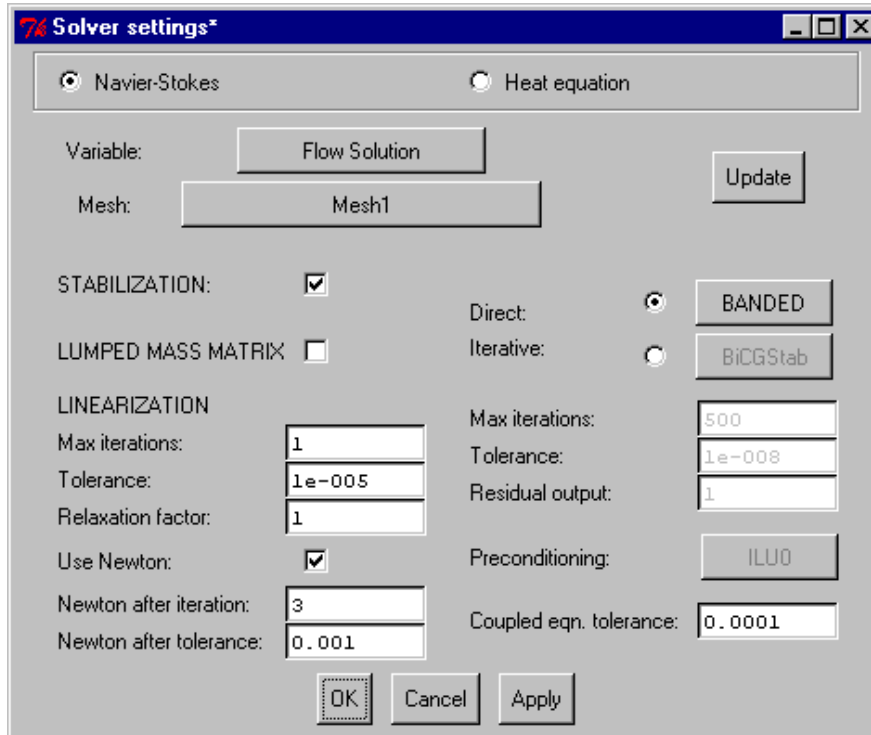 Solver settings*
Navier-Stokes Heat equation
Variable: Flow Solution
Update
Mesh: Mesh1
STABILIZATION:
LUMPED MASS MATRIX
Direct: BANDED
Iterative: BiCGStab
LINEARIZATION
Max iterations: 1
Tolerance: 1e-005
Relaxation factor: 1
Use Newton:
Newton after iteration: 3
Newton after tolerance: 0.001
Max iterations: 500
Tolerance: 1e-008
Residual output: 1
Preconditioning: ILU0
Coupled eqn. tolerance: 0.0001
OK Cancel Apply